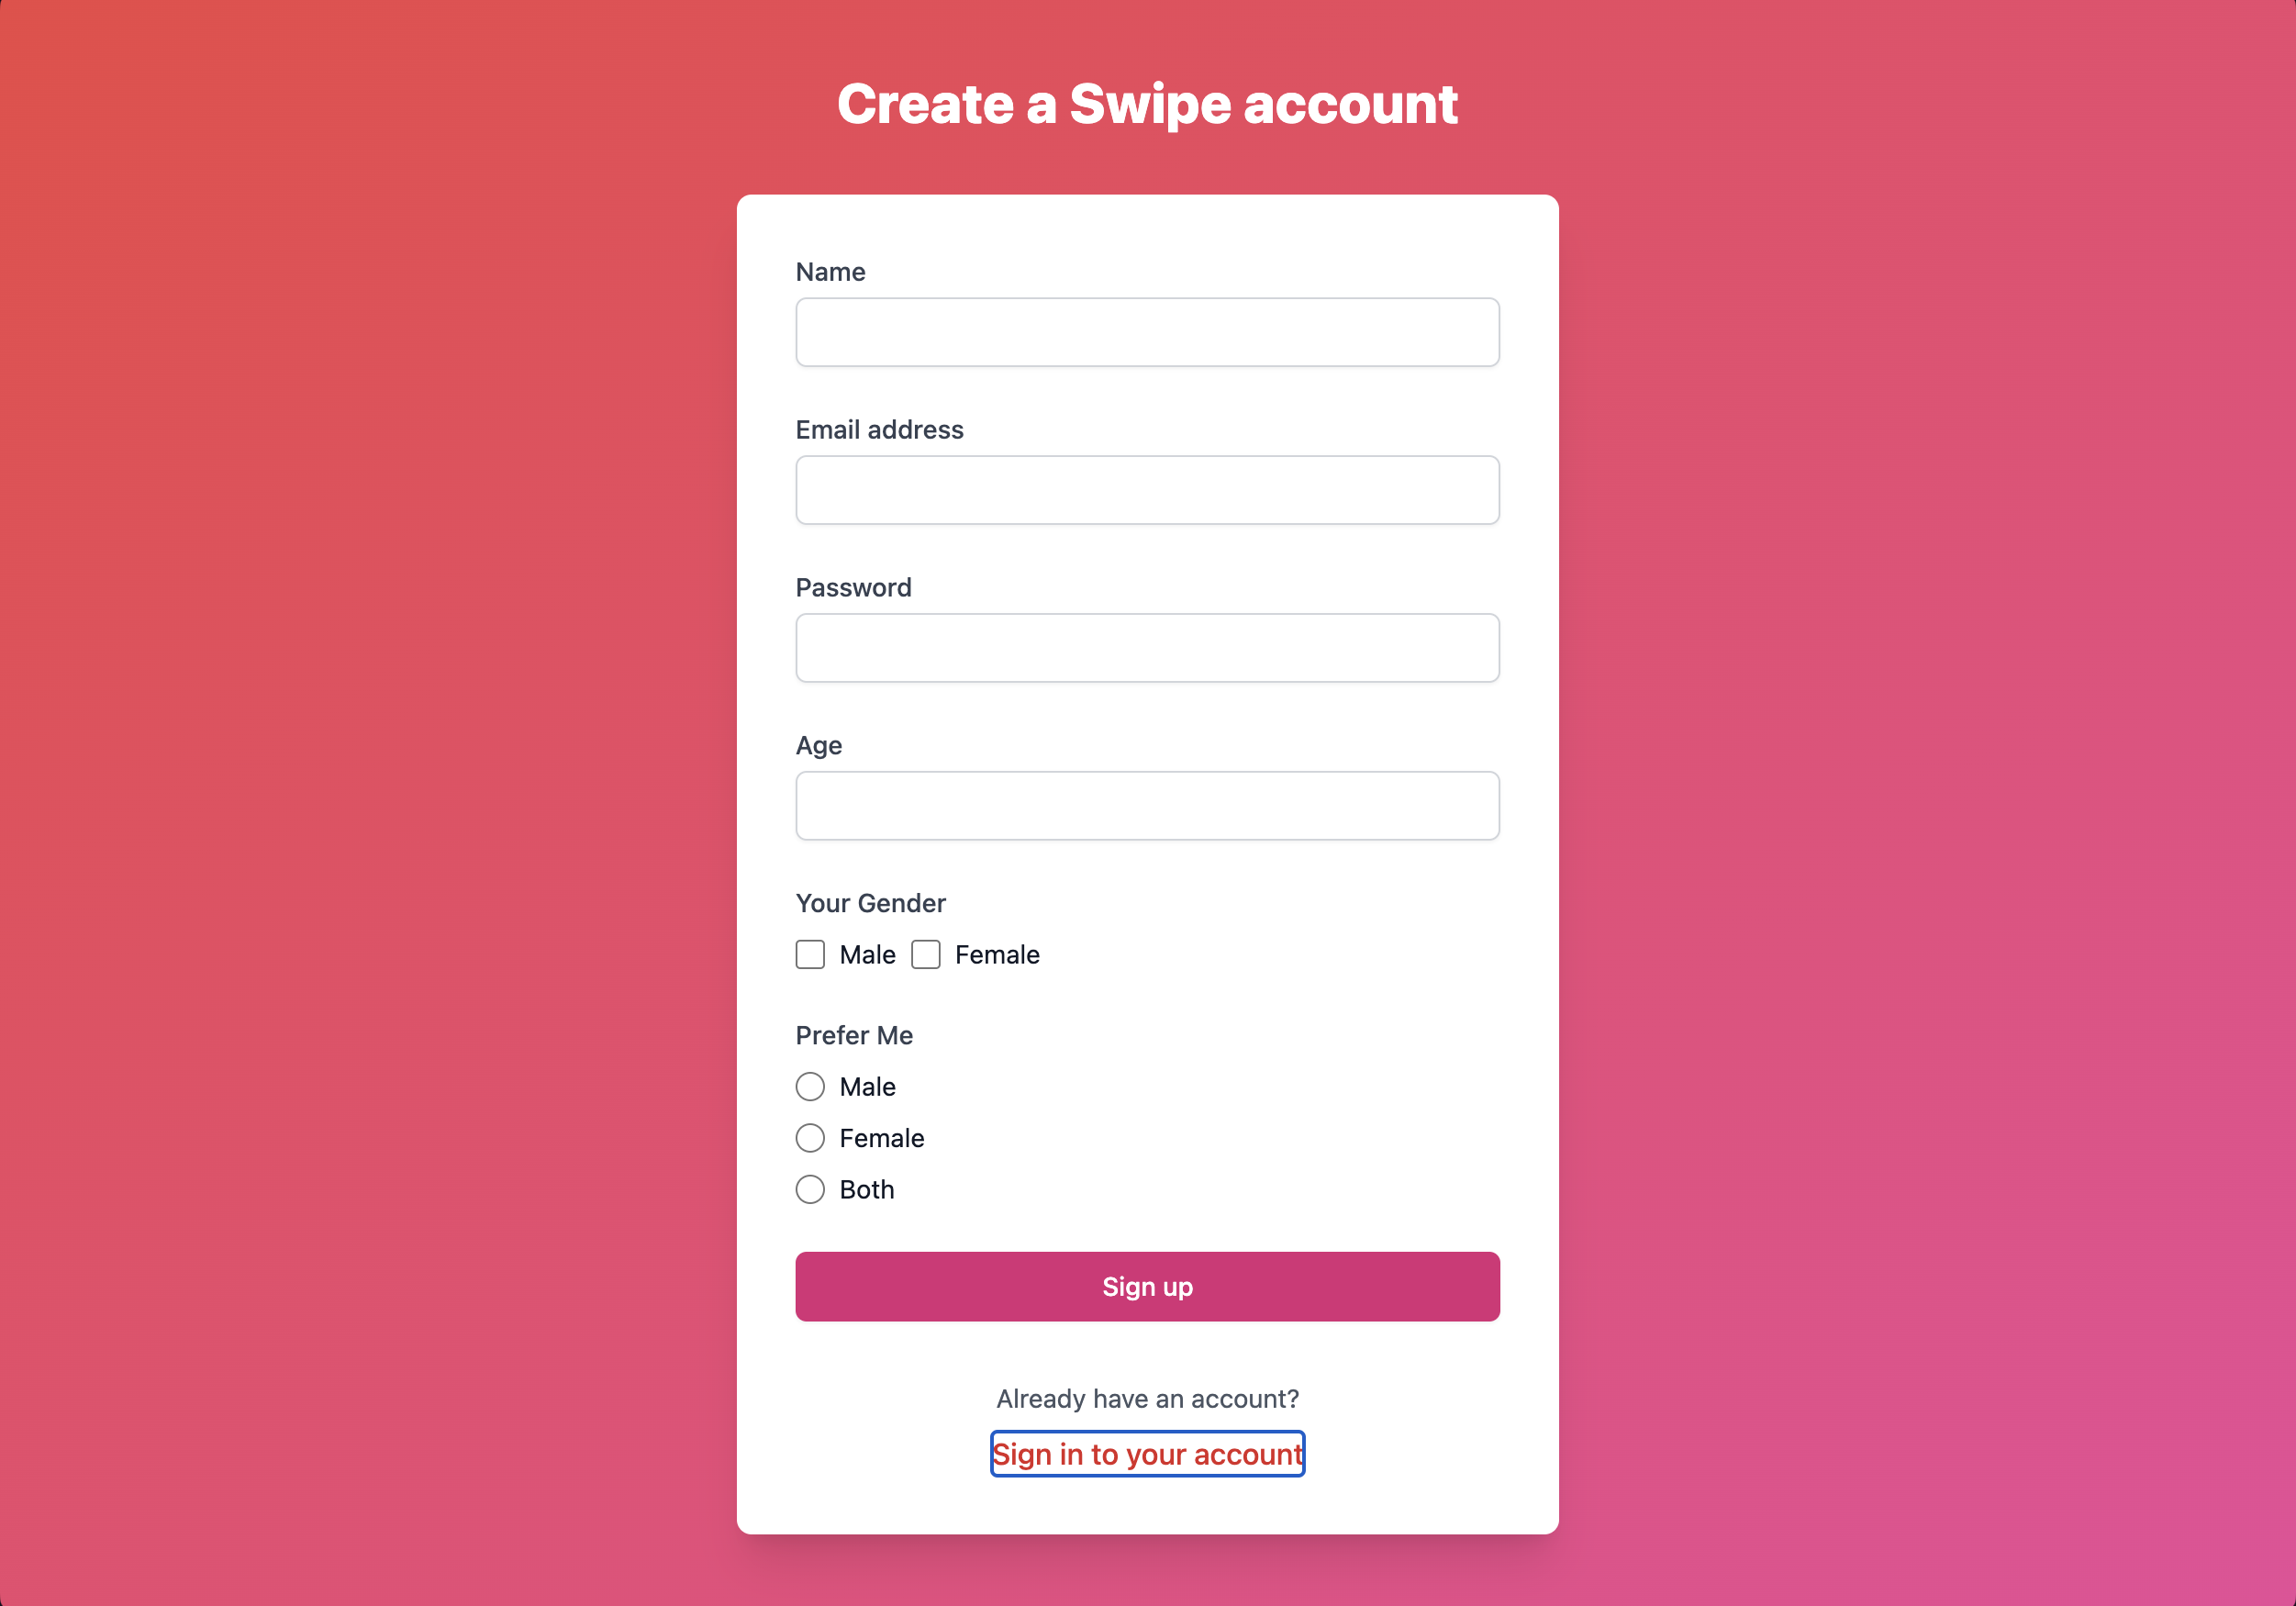 Create a Swipe account
Name
Email address
Password
Age
Your Gender
Male Female
Prefer Me
Male
Female
Both
Sign up
Already have an account?
Sign in to your account